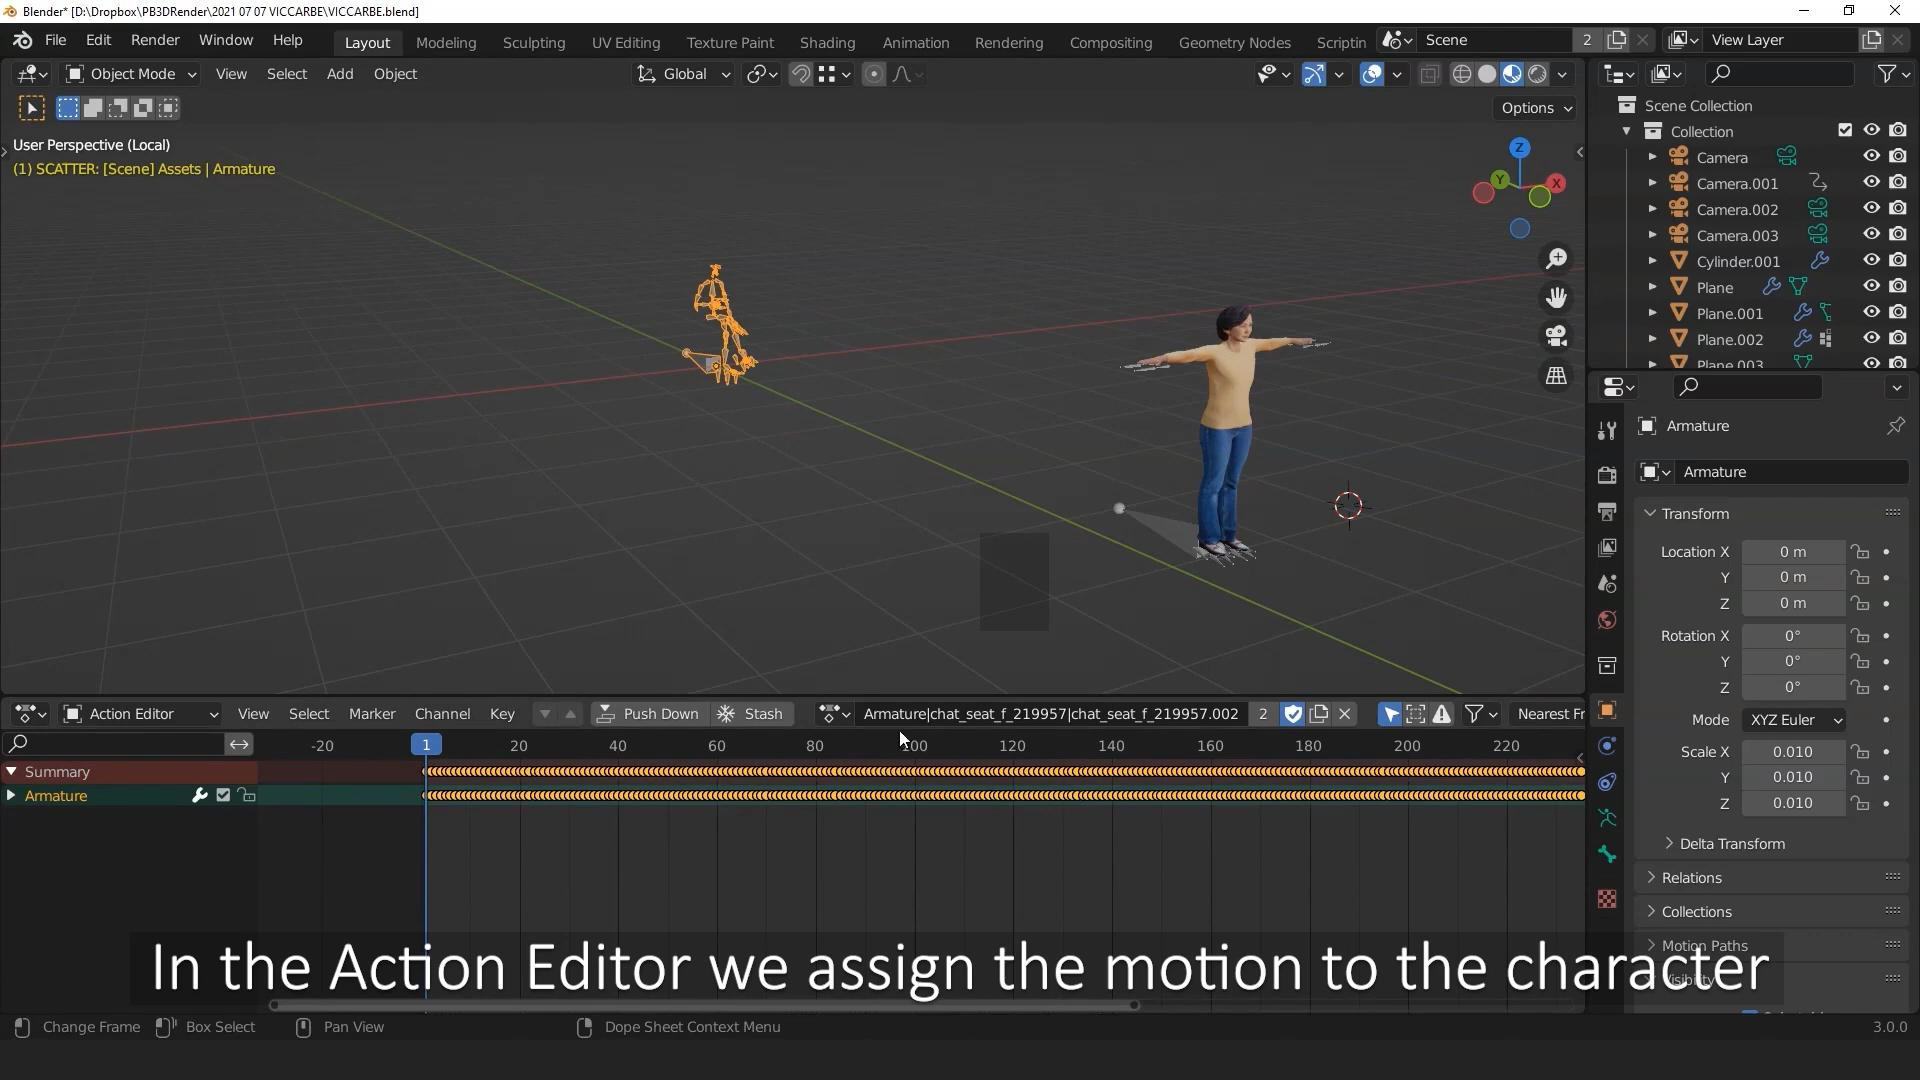 Blender* [D:\Dropbox\PB3DRender\2021 07 07 VICCARBE\VICCARBE.blend]
File Edit Render Window Help Layout Modeling Sculpting UV Editing Texture Paint Shading Animation Rendering Compositing Geometry Nodes Scriptin Scene 2 View Layer
Object Mode View Select Add Object Global
Options
User Perspective (Local)
(1) SCATTER: [Scene] Assets | Armature
Z
Y
X
Scene Collection
Collection
Camera
Camera.001
Camera.002
Camera.003
Cylinder.001
Plane
Plane.001
Plane.002
Plane.003
Armature
Armature
Transform
Location X 0 m
Y 0 m
Z 0 m
Rotation X 0°
Y 0°
Z 0°
Mode XYZ Euler
Scale X 0.010
Y 0.010
Z 0.010
Delta Transform
Relations
Collections
Motion Paths
Visibility
Action Editor View Select Marker Channel Key Push Down Stash Armature|chat_seat_f_219957|chat_seat_f_219957.002 2 Nearest Fr
-20 1 20 40 60 80 100 120 140 160 180 200 220
Summary
Armature
In the Action Editor we assign the motion to the character
Change Frame Box Select Pan View Dope Sheet Context Menu 3.0.0